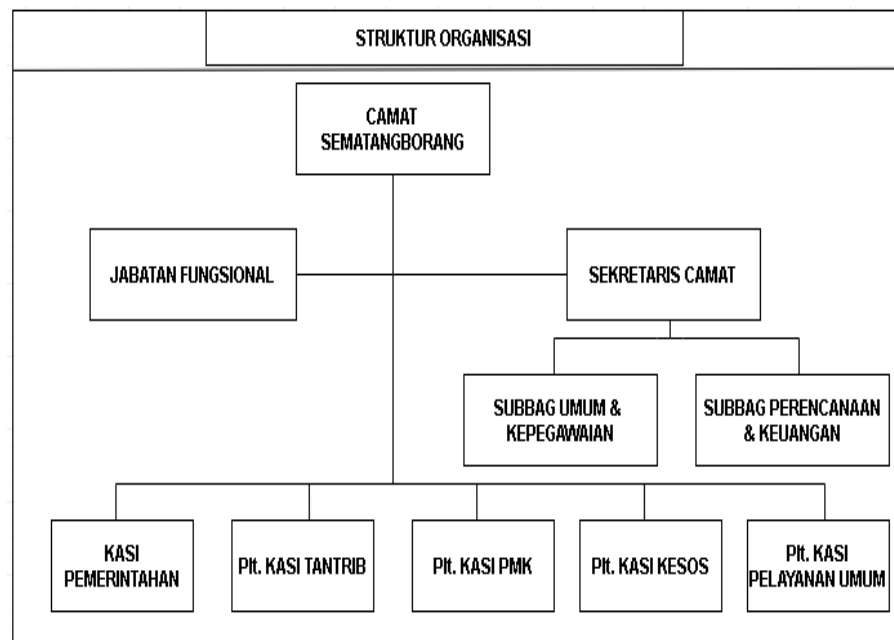 STRUKTUR ORGANISASI
CAMAT
SEMATANGBORANG
JABATAN FUNGSIONAL
SEKRETARIS CAMAT
SUBBAG UMUM &
KEPEGAWAIAN
SUBBAG PERENCANAAN
& KEUANGAN
KASI
PEMERINTAHAN
Plt. KASI TANTRIB
Plt. KASI PMK
Plt. KASI KESOS
Plt. KASI
PELAYANAN UMUM